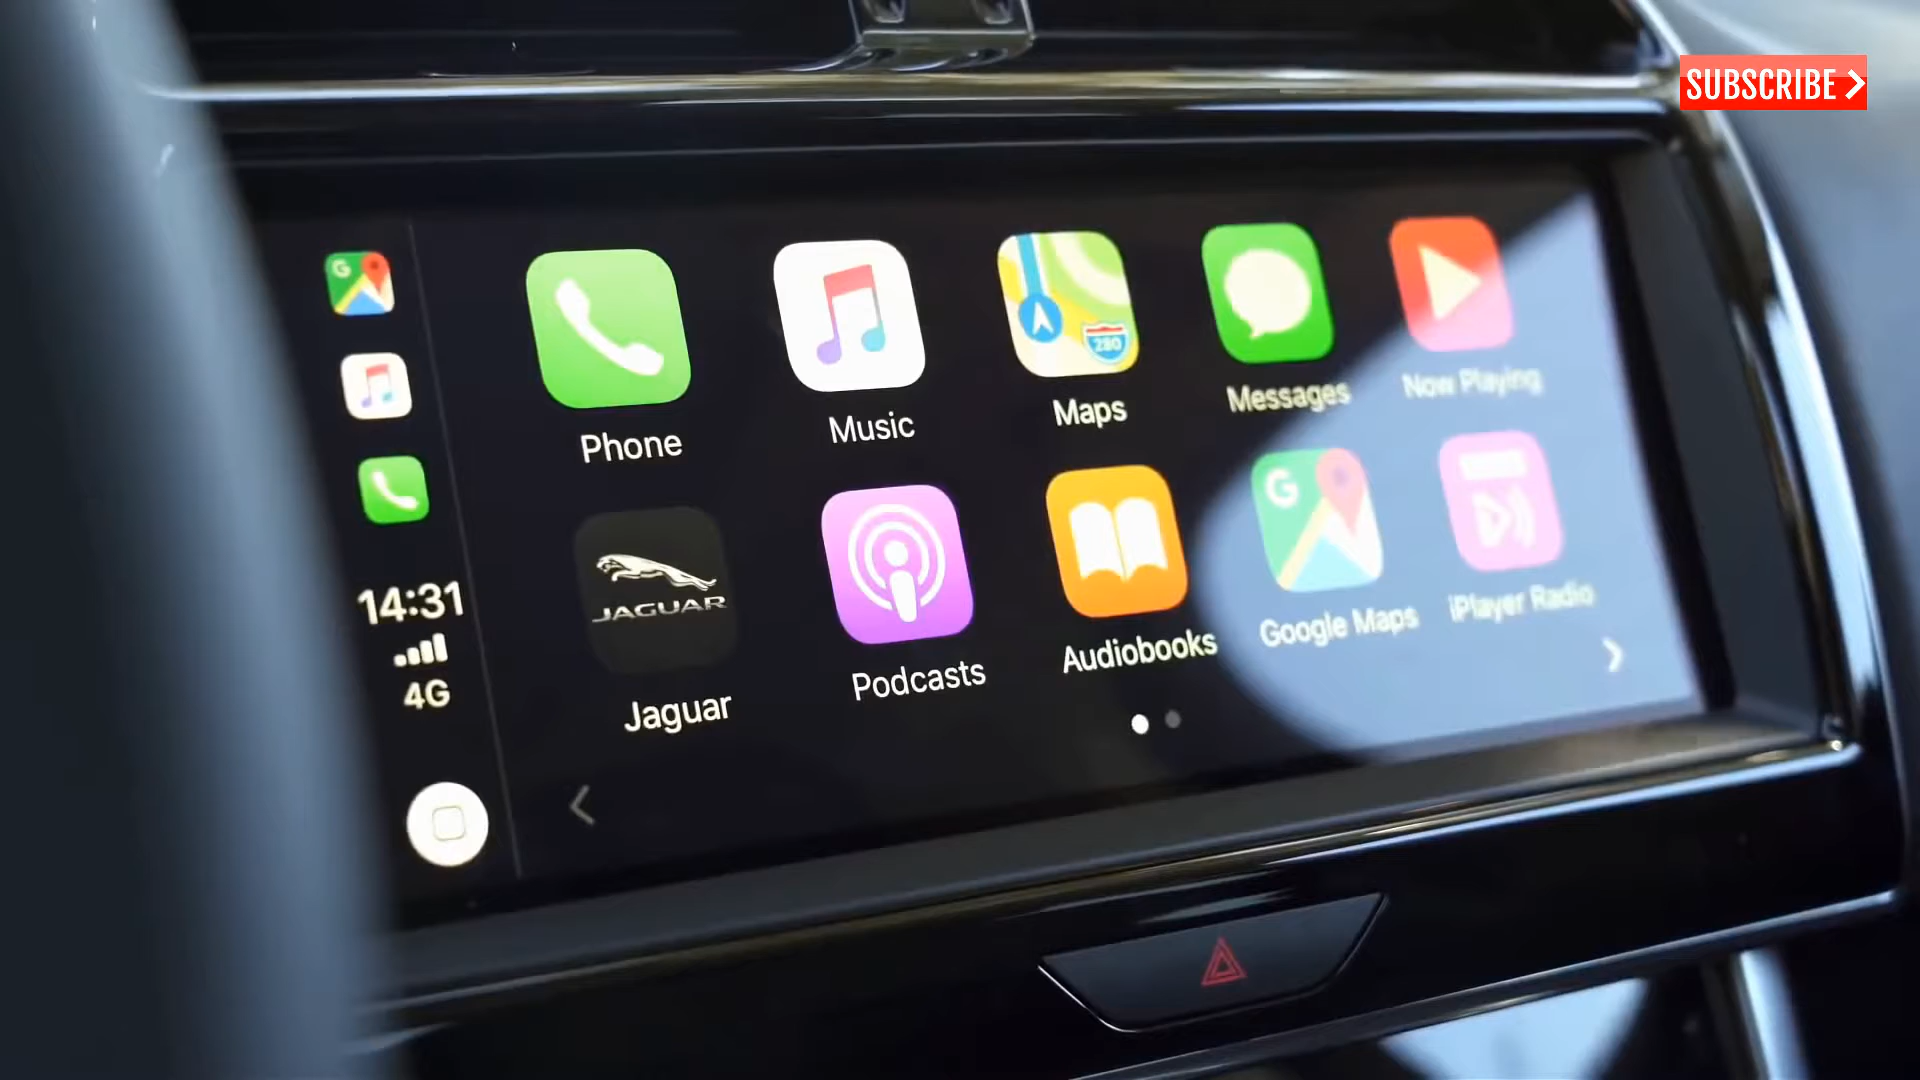 SUBSCRIBE
Phone
Music
Maps
280
Messages
Now Playing
G
JAGUAR
Jaguar
Podcasts
Audiobooks
G
Google Maps
iPlayer Radio
14:31
4G